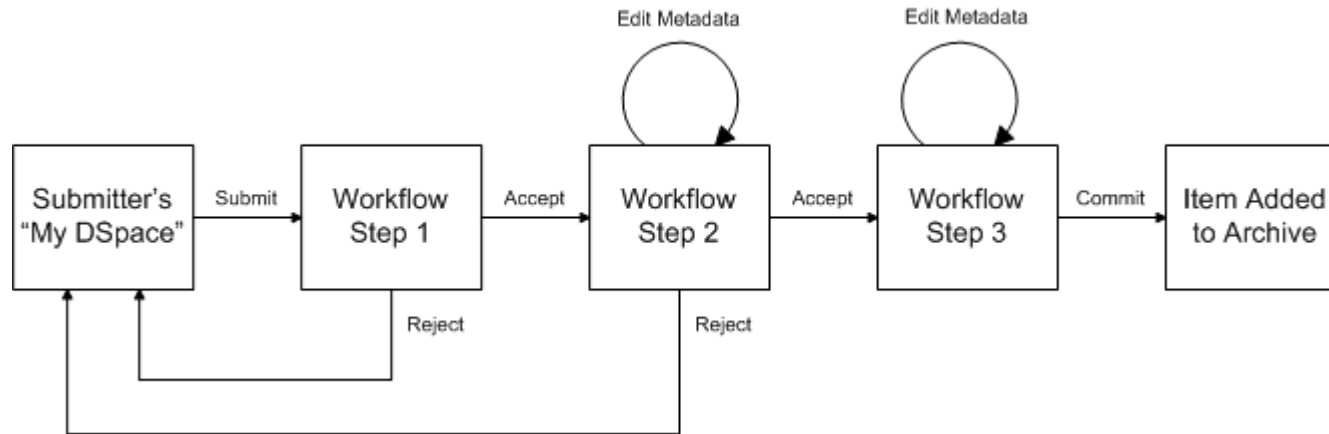 Edit Metadata
Edit Metadata
Submitter's
“My DSpace”
Submit
Workflow
Step 1
Accept
Workflow
Step 2
Accept
Workflow
Step 3
Commit
Item Added
to Archive
Reject
Reject